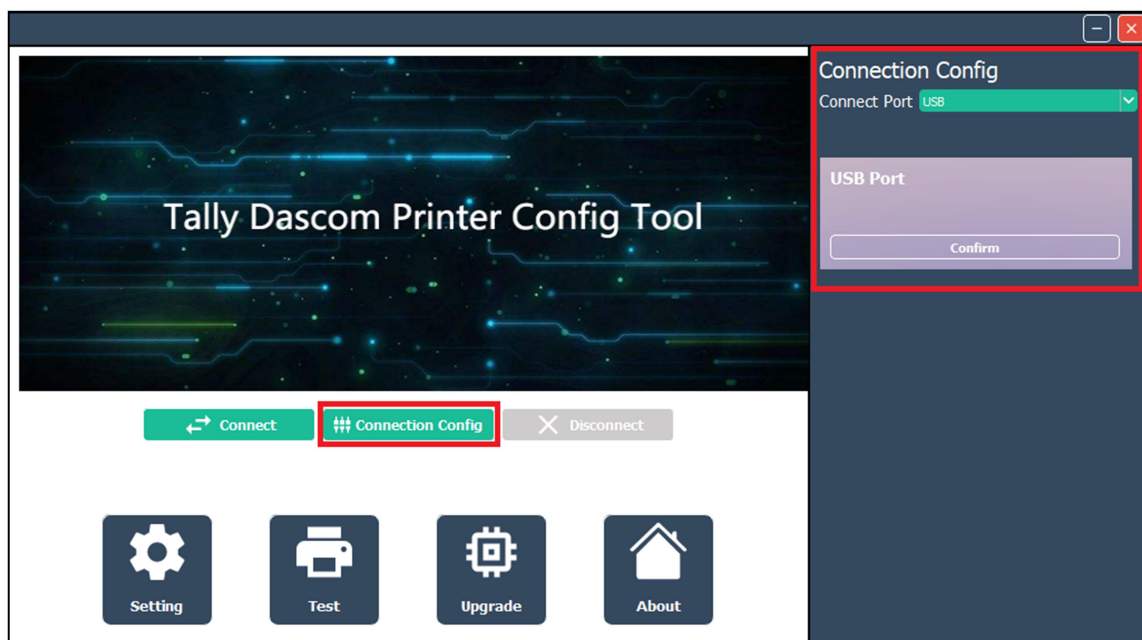 Connection Config
Connect Port USB
USB Port
Confirm
Tally Dascom Printer Config Tool
Connect
Connection Config
Disconnect
Setting
Test
Upgrade
About